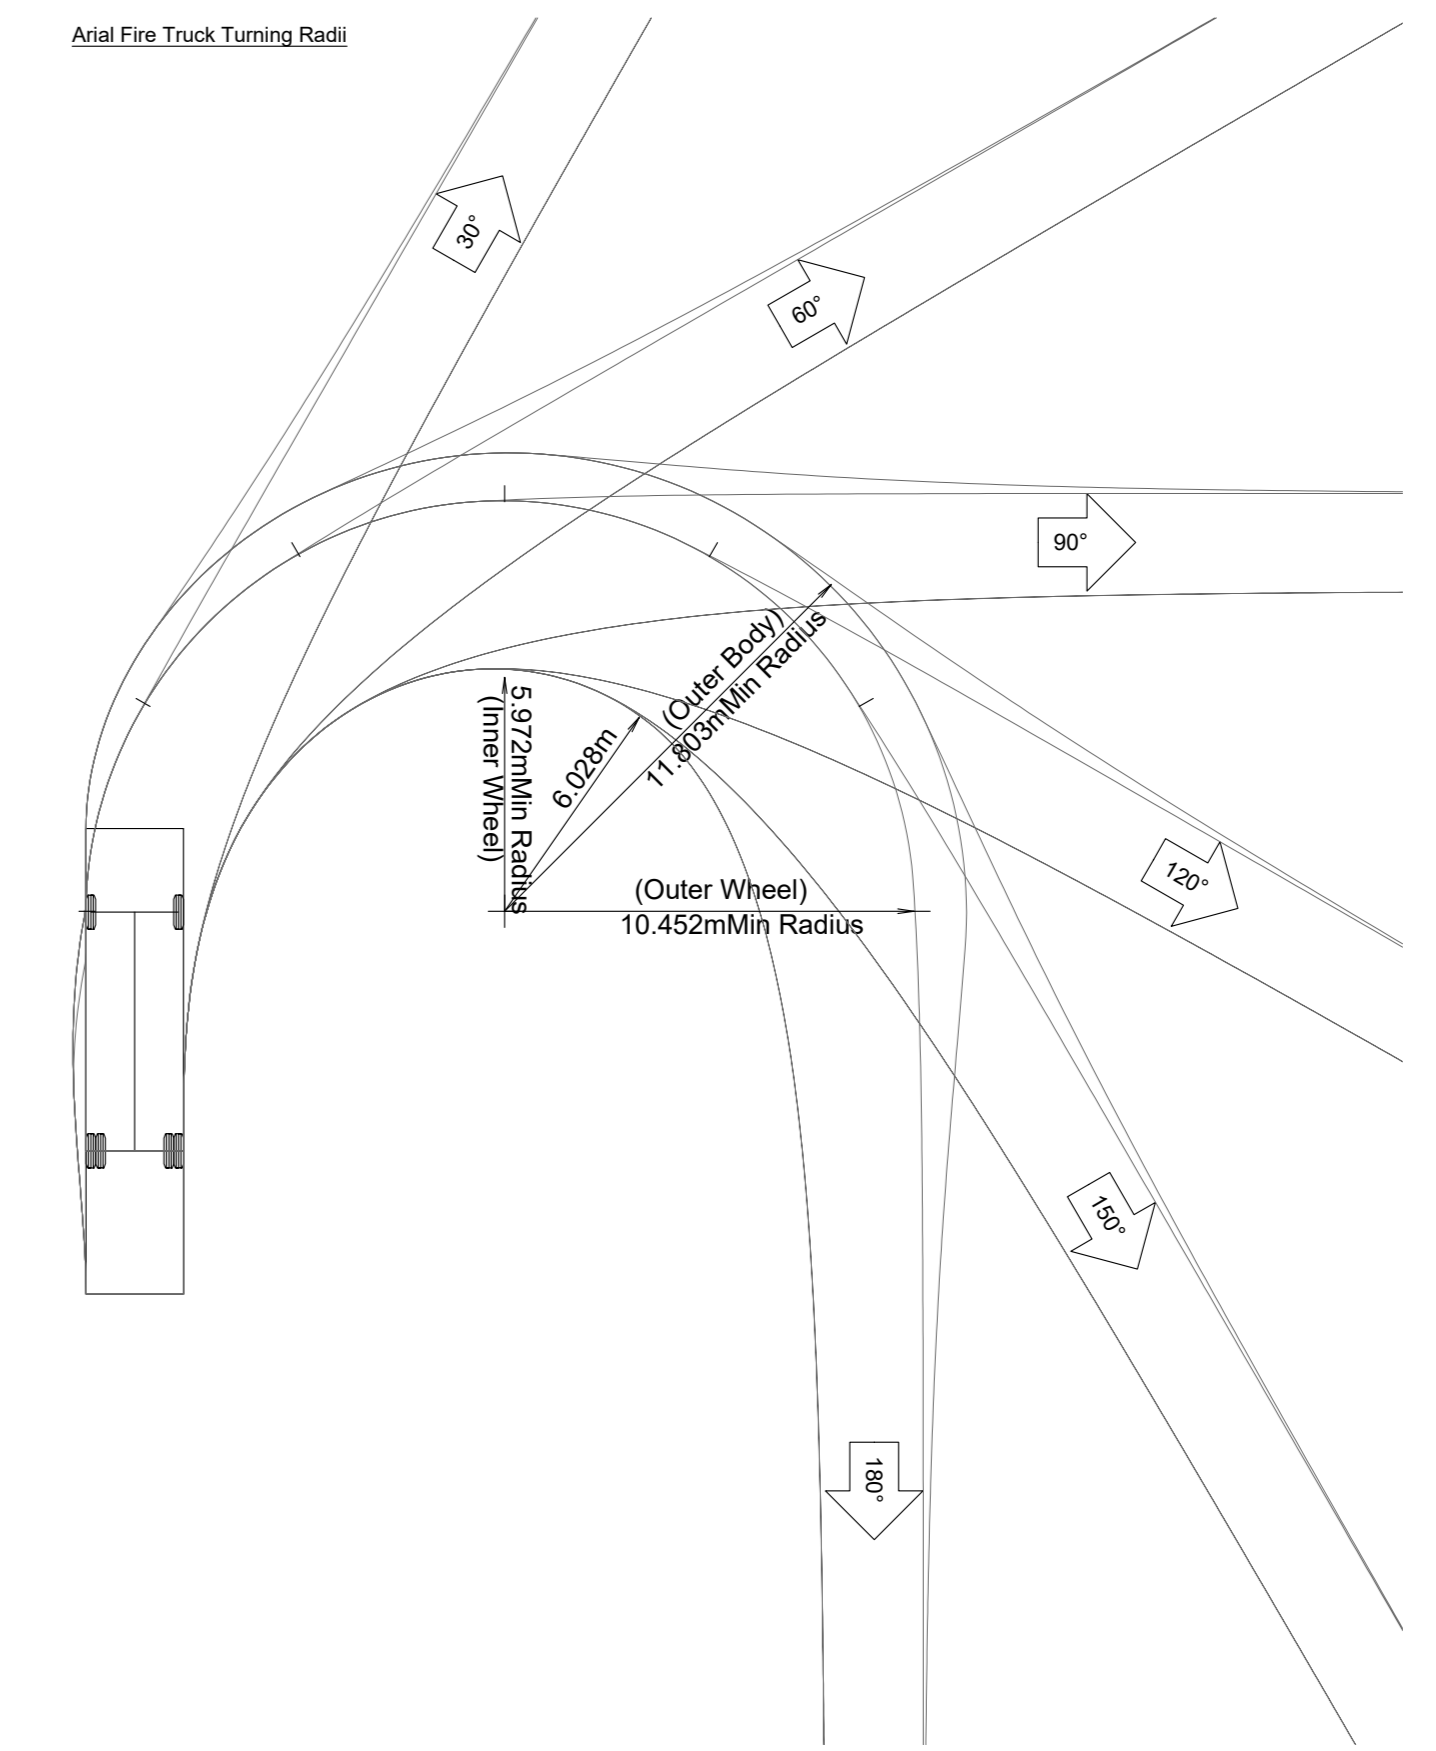 Arial Fire Truck Turning Radii
30°
60°
90°
(Outer Body)
11.803mMin Radius
5.972mMin Radius
(Inner Wheel)
6.028m
(Outer Wheel)
10.452mMin Radius
120°
150°
180°